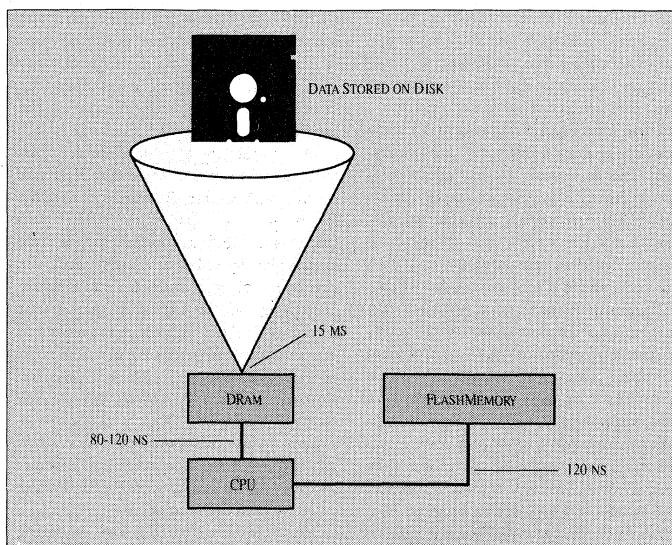 DATA STORED ON DISK
15 MS
DRAM
FLASHMEMORY
80-120 NS
120 NS
CPU